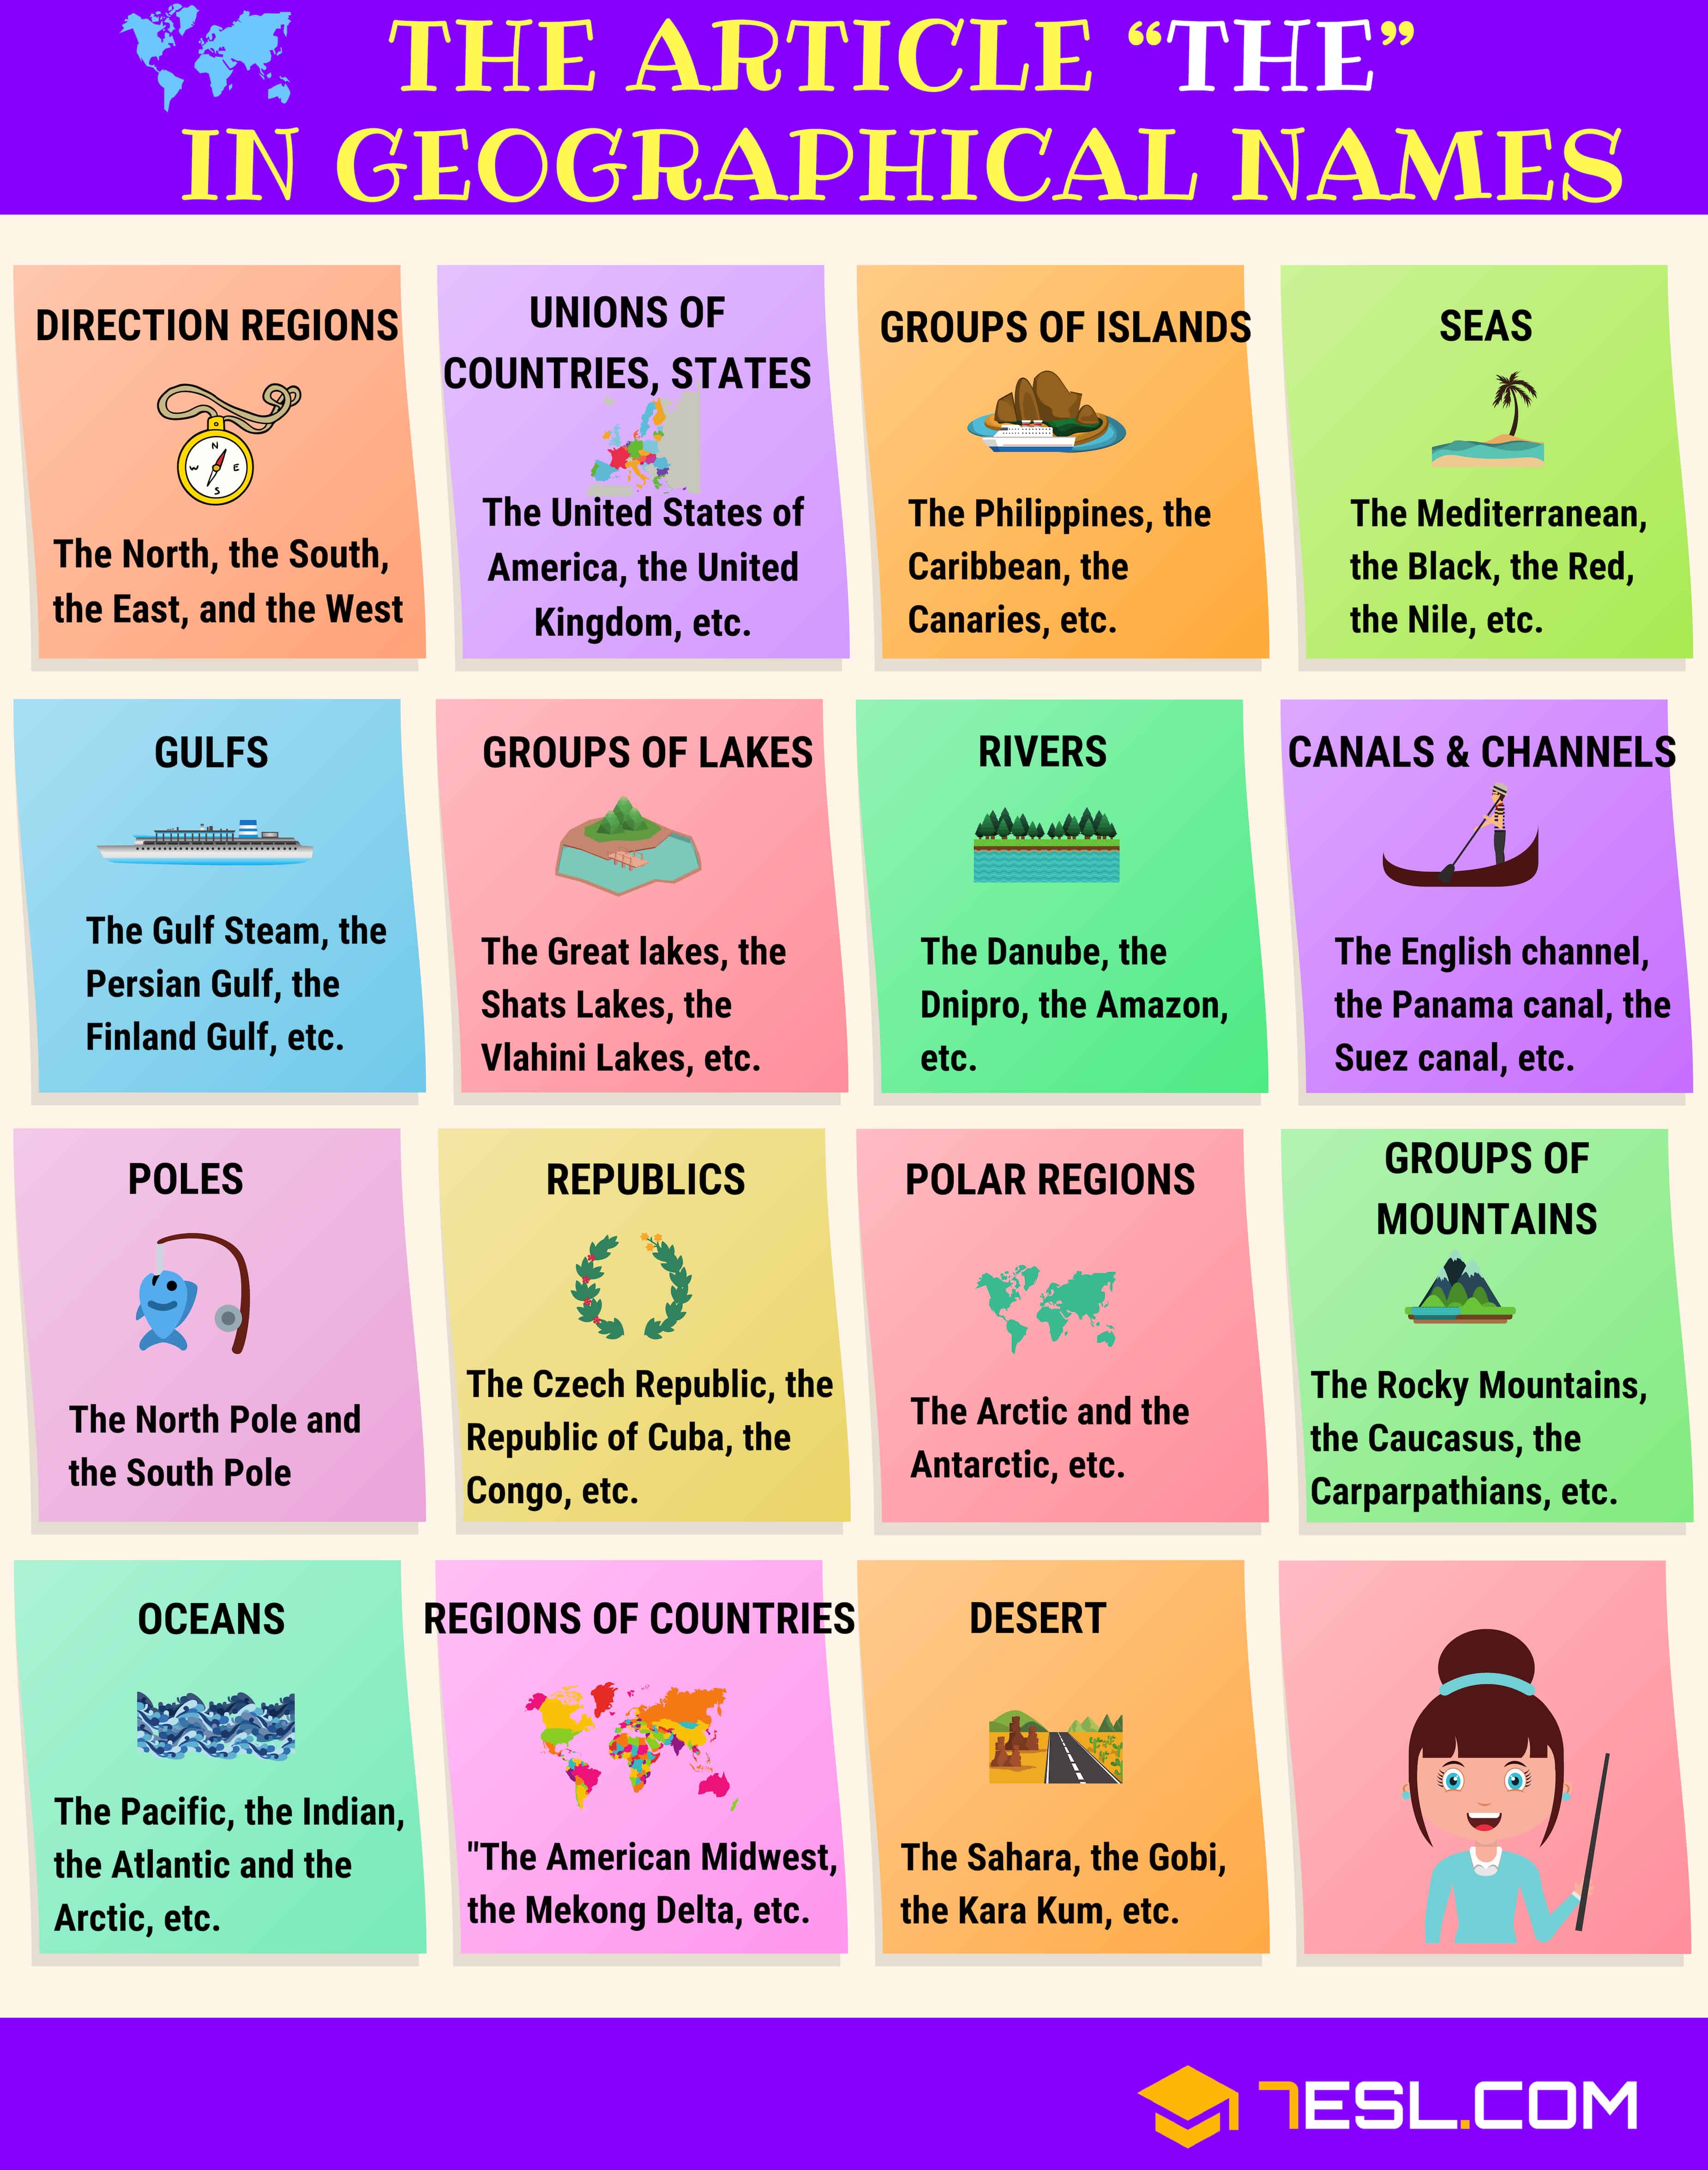 THE ARTICLE “THE”
IN GEOGRAPHICAL NAMES
DIRECTION REGIONS
N
W E
S
The North, the South,
the East, and the West
UNIONS OF
COUNTRIES, STATES
The United States of
America, the United
Kingdom, etc.
GROUPS OF ISLANDS
The Philippines, the
Caribbean, the
Canaries, etc.
SEAS
The Mediterranean,
the Black, the Red,
the Nile, etc.
GULFS
The Gulf Steam, the
Persian Gulf, the
Finland Gulf, etc.
GROUPS OF LAKES
The Great lakes, the
Shats Lakes, the
Vlahini Lakes, etc.
RIVERS
The Danube, the
Dnipro, the Amazon,
etc.
CANALS & CHANNELS
The English channel,
the Panama canal, the
Suez canal, etc.
POLES
The North Pole and
the South Pole
REPUBLICS
The Czech Republic, the
Republic of Cuba, the
Congo, etc.
POLAR REGIONS
The Arctic and the
Antarctic, etc.
GROUPS OF
MOUNTAINS
The Rocky Mountains,
the Caucasus, the
Carparpathians, etc.
OCEANS
The Pacific, the Indian,
the Atlantic and the
Arctic, etc.
REGIONS OF COUNTRIES
"The American Midwest,
the Mekong Delta, etc.
DESERT
The Sahara, the Gobi,
the Kara Kum, etc.
7ESL.COM